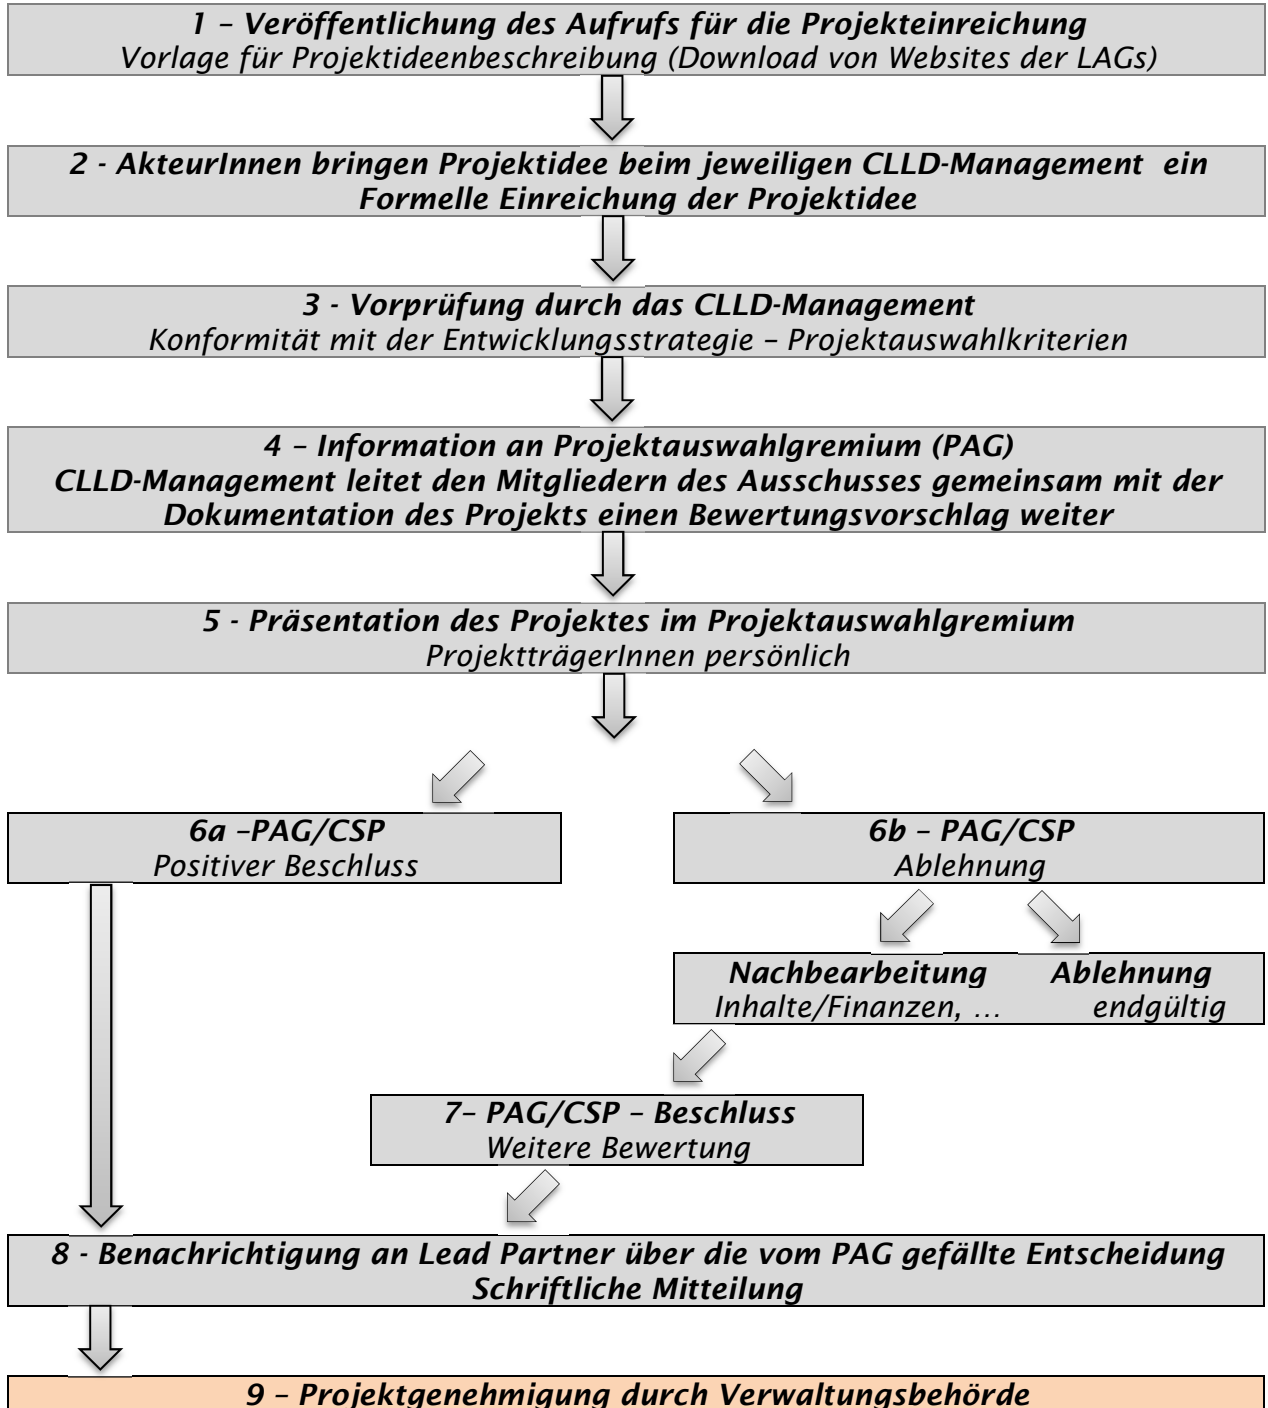 1 – Veröffentlichung des Aufrufs für die Projekteinreichung
Vorlage für Projektideenbeschreibung (Download von Websites der LAGs)
2 - AkteurInnen bringen Projektidee beim jeweiligen CLLD-Management ein
Formelle Einreichung der Projektidee
3 - Vorprüfung durch das CLLD-Management
Konformität mit der Entwicklungsstrategie – Projektauswahlkriterien
4 – Information an Projektauswahlgremium (PAG)
CLLD-Management leitet den Mitgliedern des Ausschusses gemeinsam mit der
Dokumentation des Projekts einen Bewertungsvorschlag weiter
5 - Präsentation des Projektes im Projektauswahlgremium
ProjektträgerInnen persönlich
6a –PAG/CSP
Positiver Beschluss
6b – PAG/CSP
Ablehnung
Nachbearbeitung Ablehnung
Inhalte/Finanzen, … endgültig
7– PAG/CSP – Beschluss
Weitere Bewertung
8 - Benachrichtigung an Lead Partner über die vom PAG gefällte Entscheidung
Schriftliche Mitteilung
9 – Projektgenehmigung durch Verwaltungsbehörde